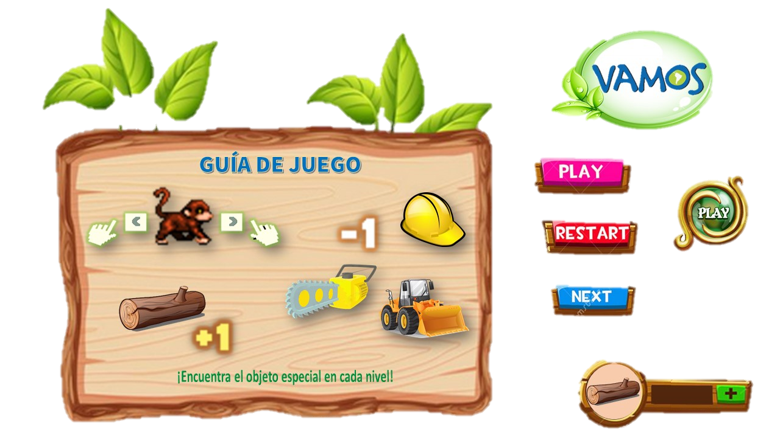 GUÍA DE JUEGO
-1
+1
¡Encuentra el objeto especial en cada nivel!
VAMOS
PLAY
PLAY
RESTART
NEXT
+